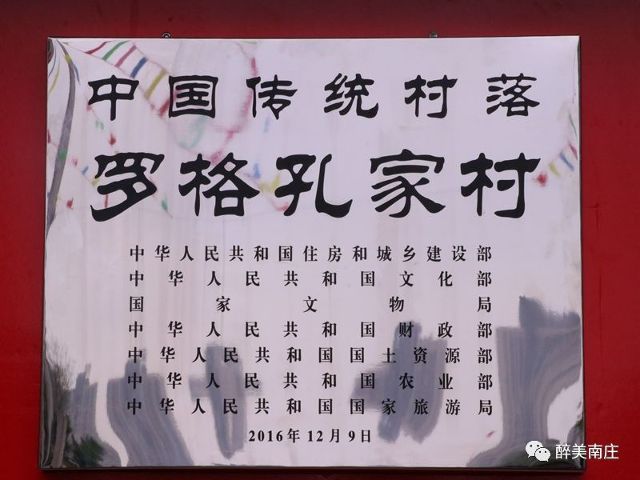 中国传统村落
罗格孔家村
中华人民共和国住房和城乡建设部
中华人民共和国文化部
国家文物局
中华人民共和国财政部
中华人民共和国国土资源部
中华人民共和国农业部
中华人民共和国国家旅游局
2016年12月9日
醉美南庄